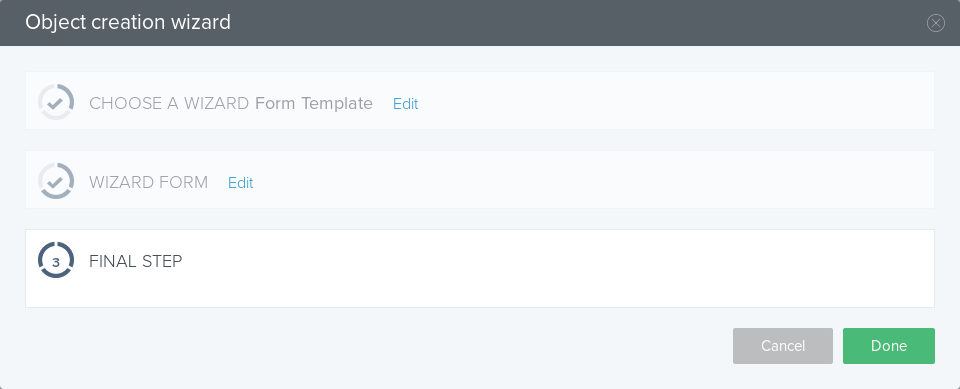 Object creation wizard
CHOOSE A WIZARD Form Template Edit
WIZARD FORM Edit
3 FINAL STEP
Cancel Done